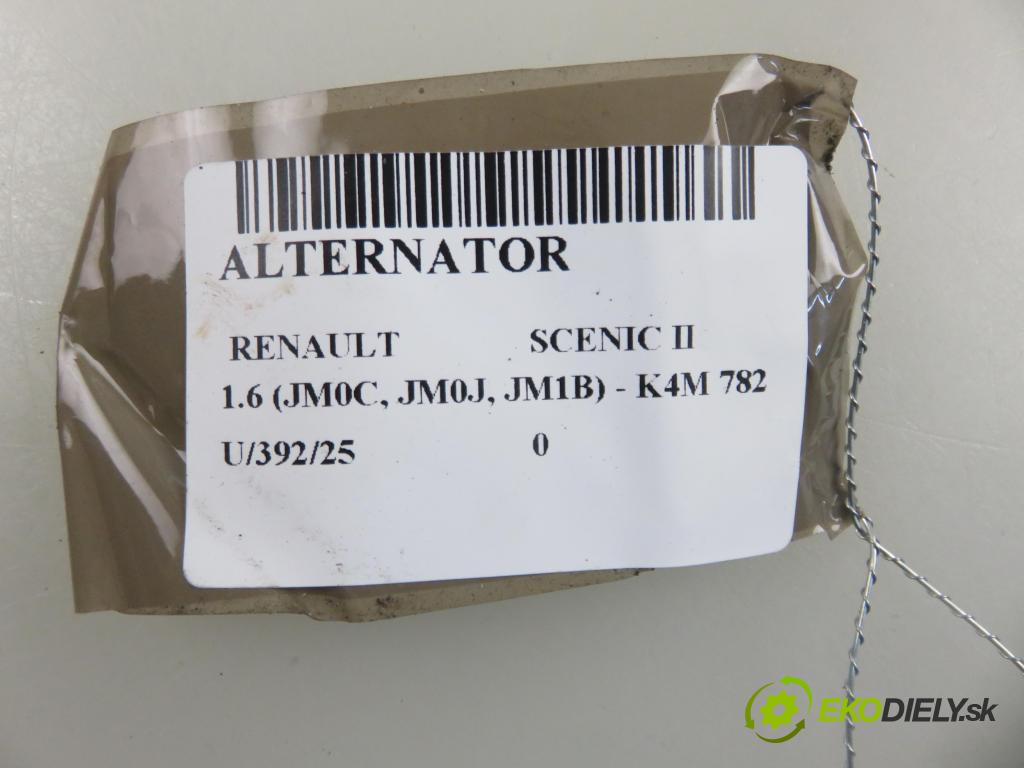 ALTERNATOR
RENAULT SCENIC II
1.6 (JM0C, JM0J, JM1B) - K4M 782
U/392/25 0
EKODIELY.sk